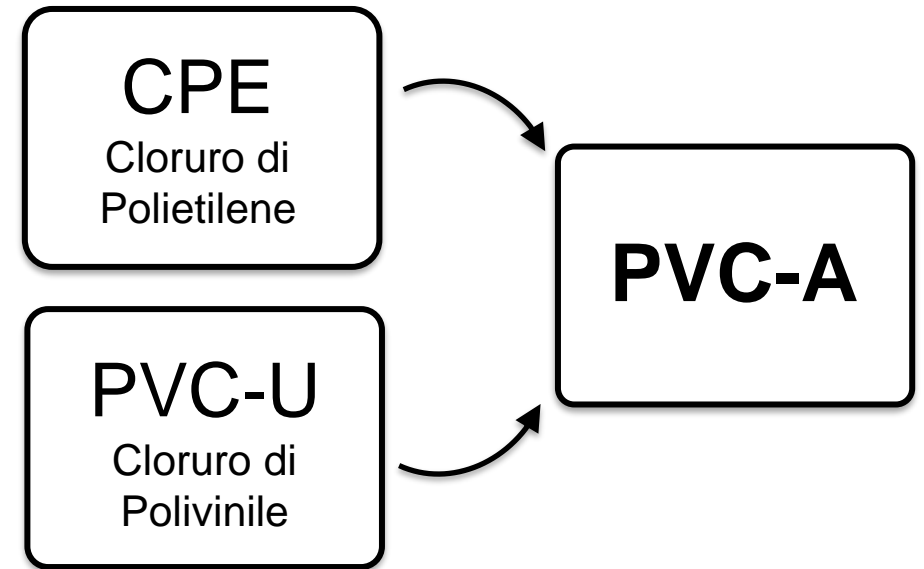 CPE
Cloruro di
Polietilene
PVC-A
PVC-U
Cloruro di
Polivinile